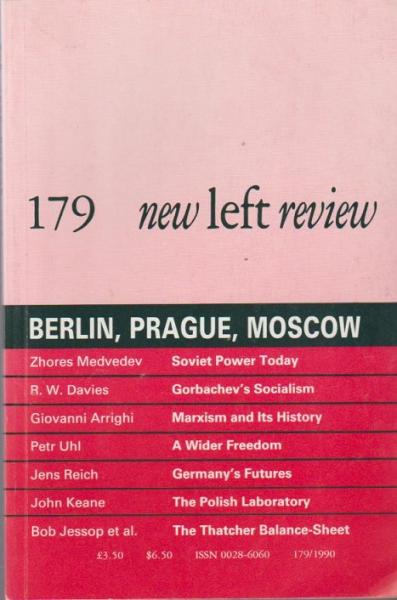 179 new left review
BERLIN, PRAGUE, MOSCOW
Zhores Medvedev Soviet Power Today
R. W. Davies Gorbachev's Socialism
Giovanni Arrighi Marxism and Its History
Petr Uhl A Wider Freedom
Jens Reich Germany's Futures
John Keane The Polish Laboratory
Bob Jessop et al. The Thatcher Balance-Sheet
£3.50 $6.50 ISSN 0028-6060 179/1990